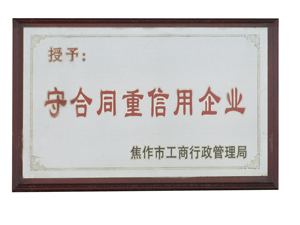 授予：
守合同重信用企业
焦作市工商行政管理局